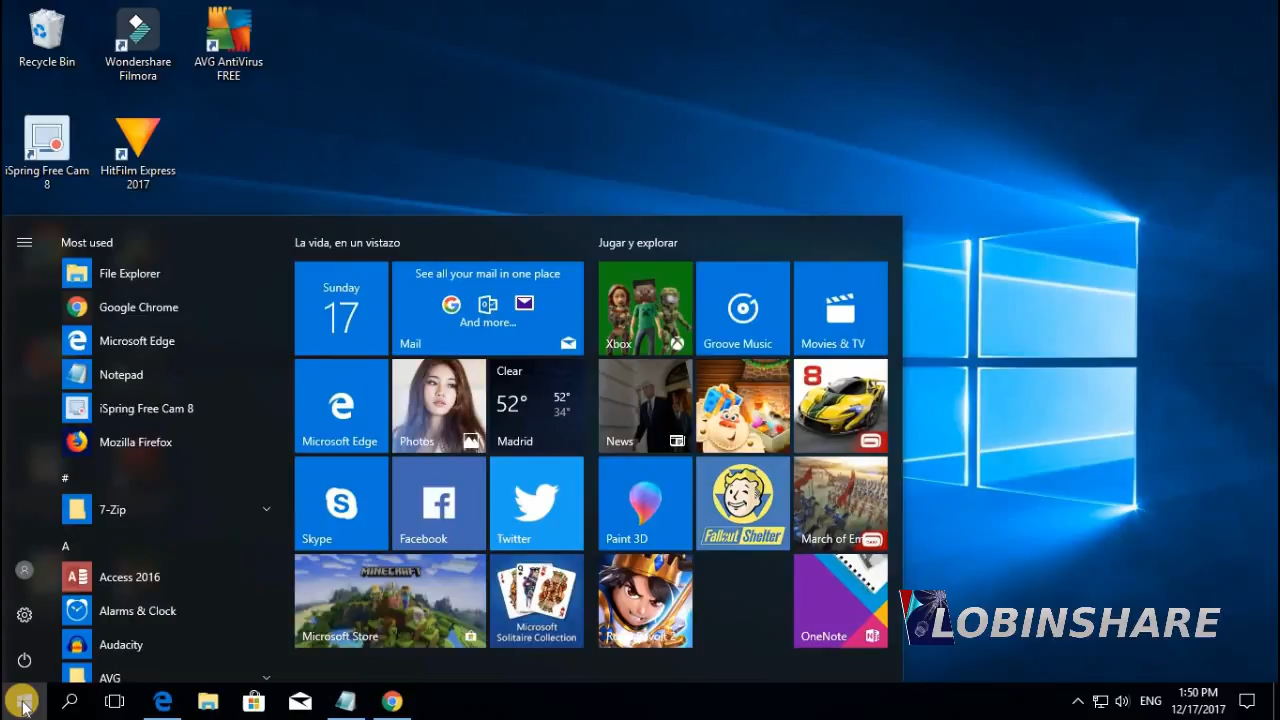 Recycle Bin
Wondershare
Filmora
AVG AntiVirus
FREE
iSpring Free Cam
8
HitFilm Express
2017
Most used
File Explorer
Google Chrome
Microsoft Edge
Notepad
iSpring Free Cam 8
Mozilla Firefox
#
7-Zip
A
Access 2016
Alarms & Clock
Audacity
AVG
La vida, en un vistazo
Sunday
17
See all your mail in one place
And more...
Mail
Microsoft Edge
Photos
Clear
52°
52°
34°
Madrid
Skype
Facebook
Twitter
MINECRAFT
Microsoft Store
Microsoft
Solitaire Collection
Jugar y explorar
Xbox
Groove Music
Movies & TV
News
8
Paint 3D
Fallout Shelter
March of Em
OneNote
LOBINSHARE
ENG
1:50 PM
12/17/2017